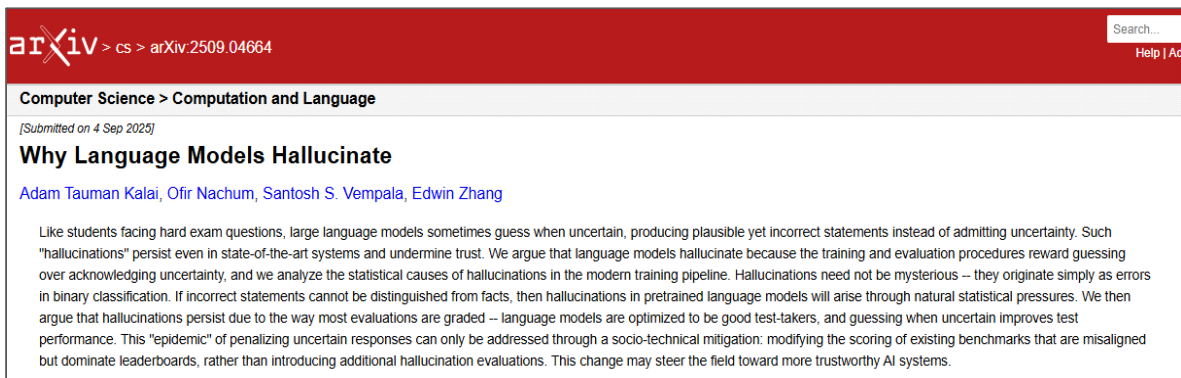 arXiv > cs > arXiv:2509.04664
Search...
Help | Ad
Computer Science > Computation and Language
[Submitted on 4 Sep 2025]
Why Language Models Hallucinate
Adam Tauman Kalai, Ofir Nachum, Santosh S. Vempala, Edwin Zhang
Like students facing hard exam questions, large language models sometimes guess when uncertain, producing plausible yet incorrect statements instead of admitting uncertainty. Such
"hallucinations" persist even in state-of-the-art systems and undermine trust. We argue that language models hallucinate because the training and evaluation procedures reward guessing
over acknowledging uncertainty, and we analyze the statistical causes of hallucinations in the modern training pipeline. Hallucinations need not be mysterious -- they originate simply as errors
in binary classification. If incorrect statements cannot be distinguished from facts, then hallucinations in pretrained language models will arise through natural statistical pressures. We then
argue that hallucinations persist due to the way most evaluations are graded -- language models are optimized to be good test-takers, and guessing when uncertain improves test
performance. This "epidemic" of penalizing uncertain responses can only be addressed through a socio-technical mitigation: modifying the scoring of existing benchmarks that are misaligned
but dominate leaderboards, rather than introducing additional hallucination evaluations. This change may steer the field toward more trustworthy AI systems.